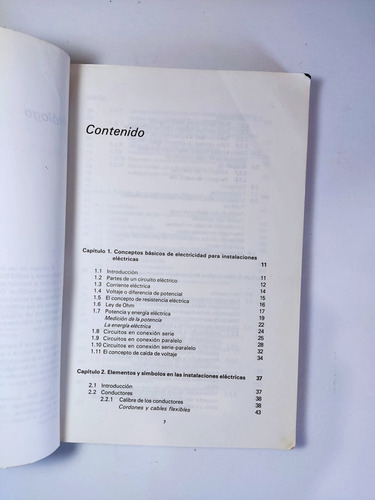 Contenido
Capítulo 1. Conceptos básicos de electricidad para instalaciones
eléctricas 11
1.1 Introducción 11
1.2 Partes de un circuito eléctrico 12
1.3 Corriente eléctrica 14
1.4 Voltaje o diferencia de potencial 15
1.5 El concepto de resistencia eléctrica 16
1.6 Ley de Ohm 17
1.7 Potencia y energía eléctrica 19
Medición de la potencia 22
La energía eléctrica 24
1.8 Circuitos en conexión serie 25
1.9 Circuitos en conexión paralelo 28
1.10 Circuitos en conexión serie-paralelo 32
1.11 El concepto de caída de voltaje 34
Capítulo 2. Elementos y símbolos en las instalaciones eléctricas 37
2.1 Introducción 37
2.2 Conductores 38
2.2.1 Calibre de los conductores 38
Cordones y cables flexibles 43
7